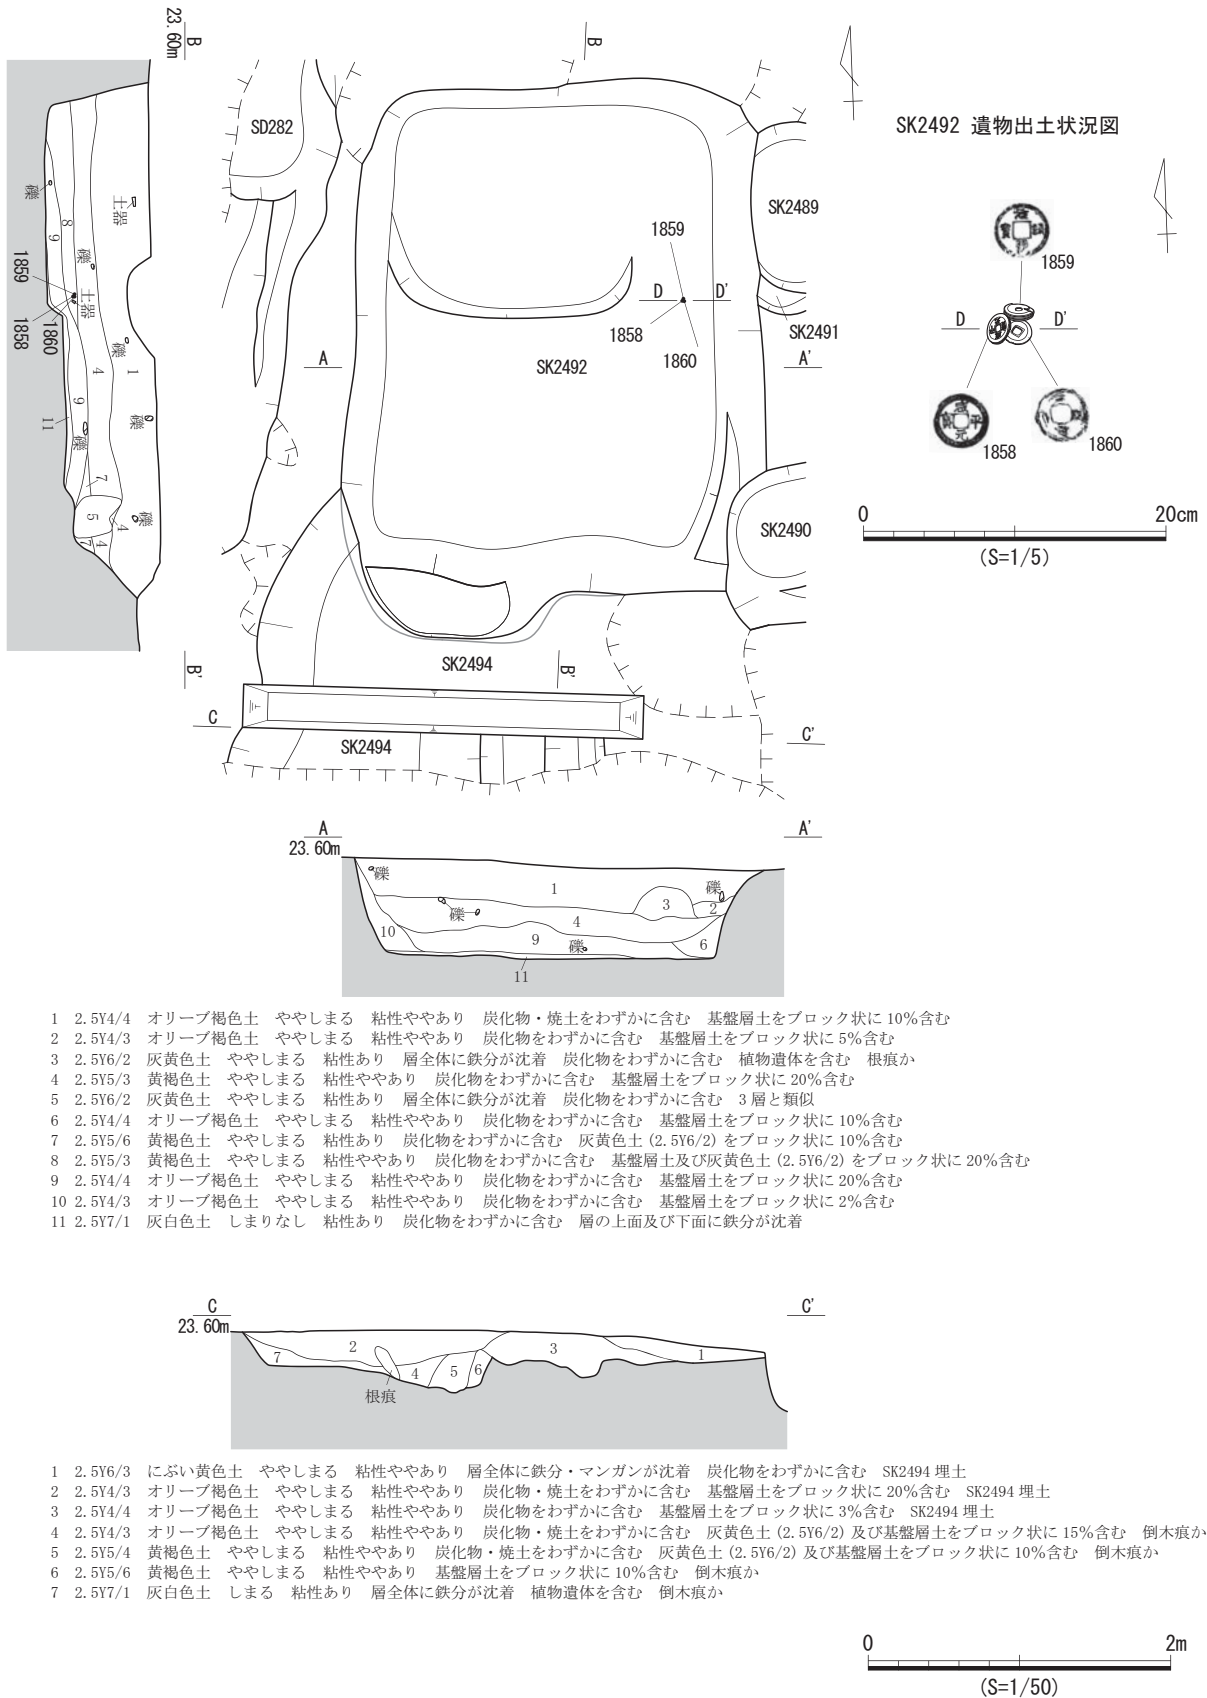 B
23.60m
B
SD282
SK2492 遺物出土状況図
SK2489
礫
土器
8
9
礫
1859
土器
1858
1860
礫
4
1
9
11
礫
礫
7
5
4
礫
7
4
1859
D
D'
1858
1860
SK2491
A
A'
SK2492
SK2490
1859
D
D'
1858
1860
0
20cm
(S=1/5)
SK2494
B'
B'
C
C'
SK2494
A
23.60m
A'
礫
1
礫
3
2
礫
4
10
9
礫
6
11
1 2.5Y4/4 オリーブ褐色土 ややしまる 粘性ややあり 炭化物・焼土をわずかに含む 基盤層土をブロック状に10%含む
2 2.5Y4/3 オリーブ褐色土 ややしまる 粘性ややあり 炭化物をわずかに含む 基盤層土をブロック状に5%含む
3 2.5Y6/2 灰黄色土 ややしまる 粘性あり 層全体に鉄分が沈着 炭化物をわずかに含む 植物遺体を含む 根痕か
4 2.5Y5/3 黄褐色土 ややしまる 粘性ややあり 炭化物をわずかに含む 基盤層土をブロック状に20%含む
5 2.5Y6/2 灰黄色土 ややしまる 粘性あり 層全体に鉄分が沈着 炭化物をわずかに含む 3層と類似
6 2.5Y4/4 オリーブ褐色土 ややしまる 粘性ややあり 炭化物をわずかに含む 基盤層土をブロック状に10%含む
7 2.5Y5/6 黄褐色土 ややしまる 粘性あり 炭化物をわずかに含む 灰黄色土(2.5Y6/2)をブロック状に10%含む
8 2.5Y5/3 黄褐色土 ややしまる 粘性ややあり 炭化物をわずかに含む 基盤層土及び灰黄色土(2.5Y6/2)をブロック状に20%含む
9 2.5Y4/4 オリーブ褐色土 ややしまる 粘性ややあり 炭化物をわずかに含む 基盤層土をブロック状に20%含む
10 2.5Y4/3 オリーブ褐色土 ややしまる 粘性ややあり 炭化物をわずかに含む 基盤層土をブロック状に2%含む
11 2.5Y7/1 灰白色土 しまりなし 粘性あり 炭化物をわずかに含む 層の上面及び下面に鉄分が沈着
C
23.60m
C'
7
2
4
5
6
3
1
根痕
1 2.5Y6/3 にぶい黄色土 ややしまる 粘性ややあり 層全体に鉄分・マンガンが沈着 炭化物をわずかに含む SK2494埋土
2 2.5Y4/3 オリーブ褐色土 ややしまる 粘性ややあり 炭化物・焼土をわずかに含む 基盤層土をブロック状に20%含む SK2494埋土
3 2.5Y4/4 オリーブ褐色土 ややしまる 粘性ややあり 炭化物をわずかに含む 基盤層土をブロック状に3%含む SK2494埋土
4 2.5Y4/3 オリーブ褐色土 ややしまる 粘性ややあり 炭化物・焼土をわずかに含む 灰黄色土(2.5Y6/2)及び基盤層土をブロック状に15%含む 倒木痕か
5 2.5Y5/4 黄褐色土 ややしまる 粘性ややあり 炭化物・焼土をわずかに含む 灰黄色土(2.5Y6/2)及び基盤層土をブロック状に10%含む 倒木痕か
6 2.5Y5/6 黄褐色土 ややしまる 粘性ややあり 基盤層土をブロック状に10%含む 倒木痕か
7 2.5Y7/1 灰白色土 しまる 粘性あり 層全体に鉄分が沈着 植物遺体を含む 倒木痕か
0
2m
(S=1/50)